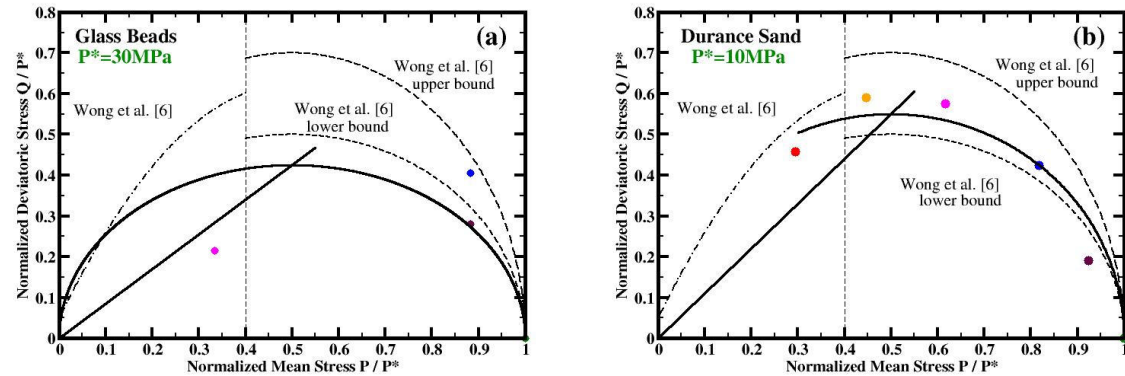 Glass Beads
P*=30MPa
(a)
Wong et al. [6]
upper bound
Wong et al. [6]
Wong et al. [6]
lower bound
Normalized Deviatoric Stress Q / P*
0.8
0.7
0.6
0.5
0.4
0.3
0.2
0.1
0
0 0.1 0.2 0.3 0.4 0.5 0.6 0.7 0.8 0.9 1
Normalized Mean Stress P / P*
Durance Sand
P*=10MPa
(b)
Wong et al. [6]
upper bound
Wong et al. [6]
Wong et al. [6]
lower bound
Normalized Deviatoric Stress Q / P*
0.8
0.7
0.6
0.5
0.4
0.3
0.2
0.1
0
0 0.1 0.2 0.3 0.4 0.5 0.6 0.7 0.8 0.9 1
Normalized Mean Stress P / P*